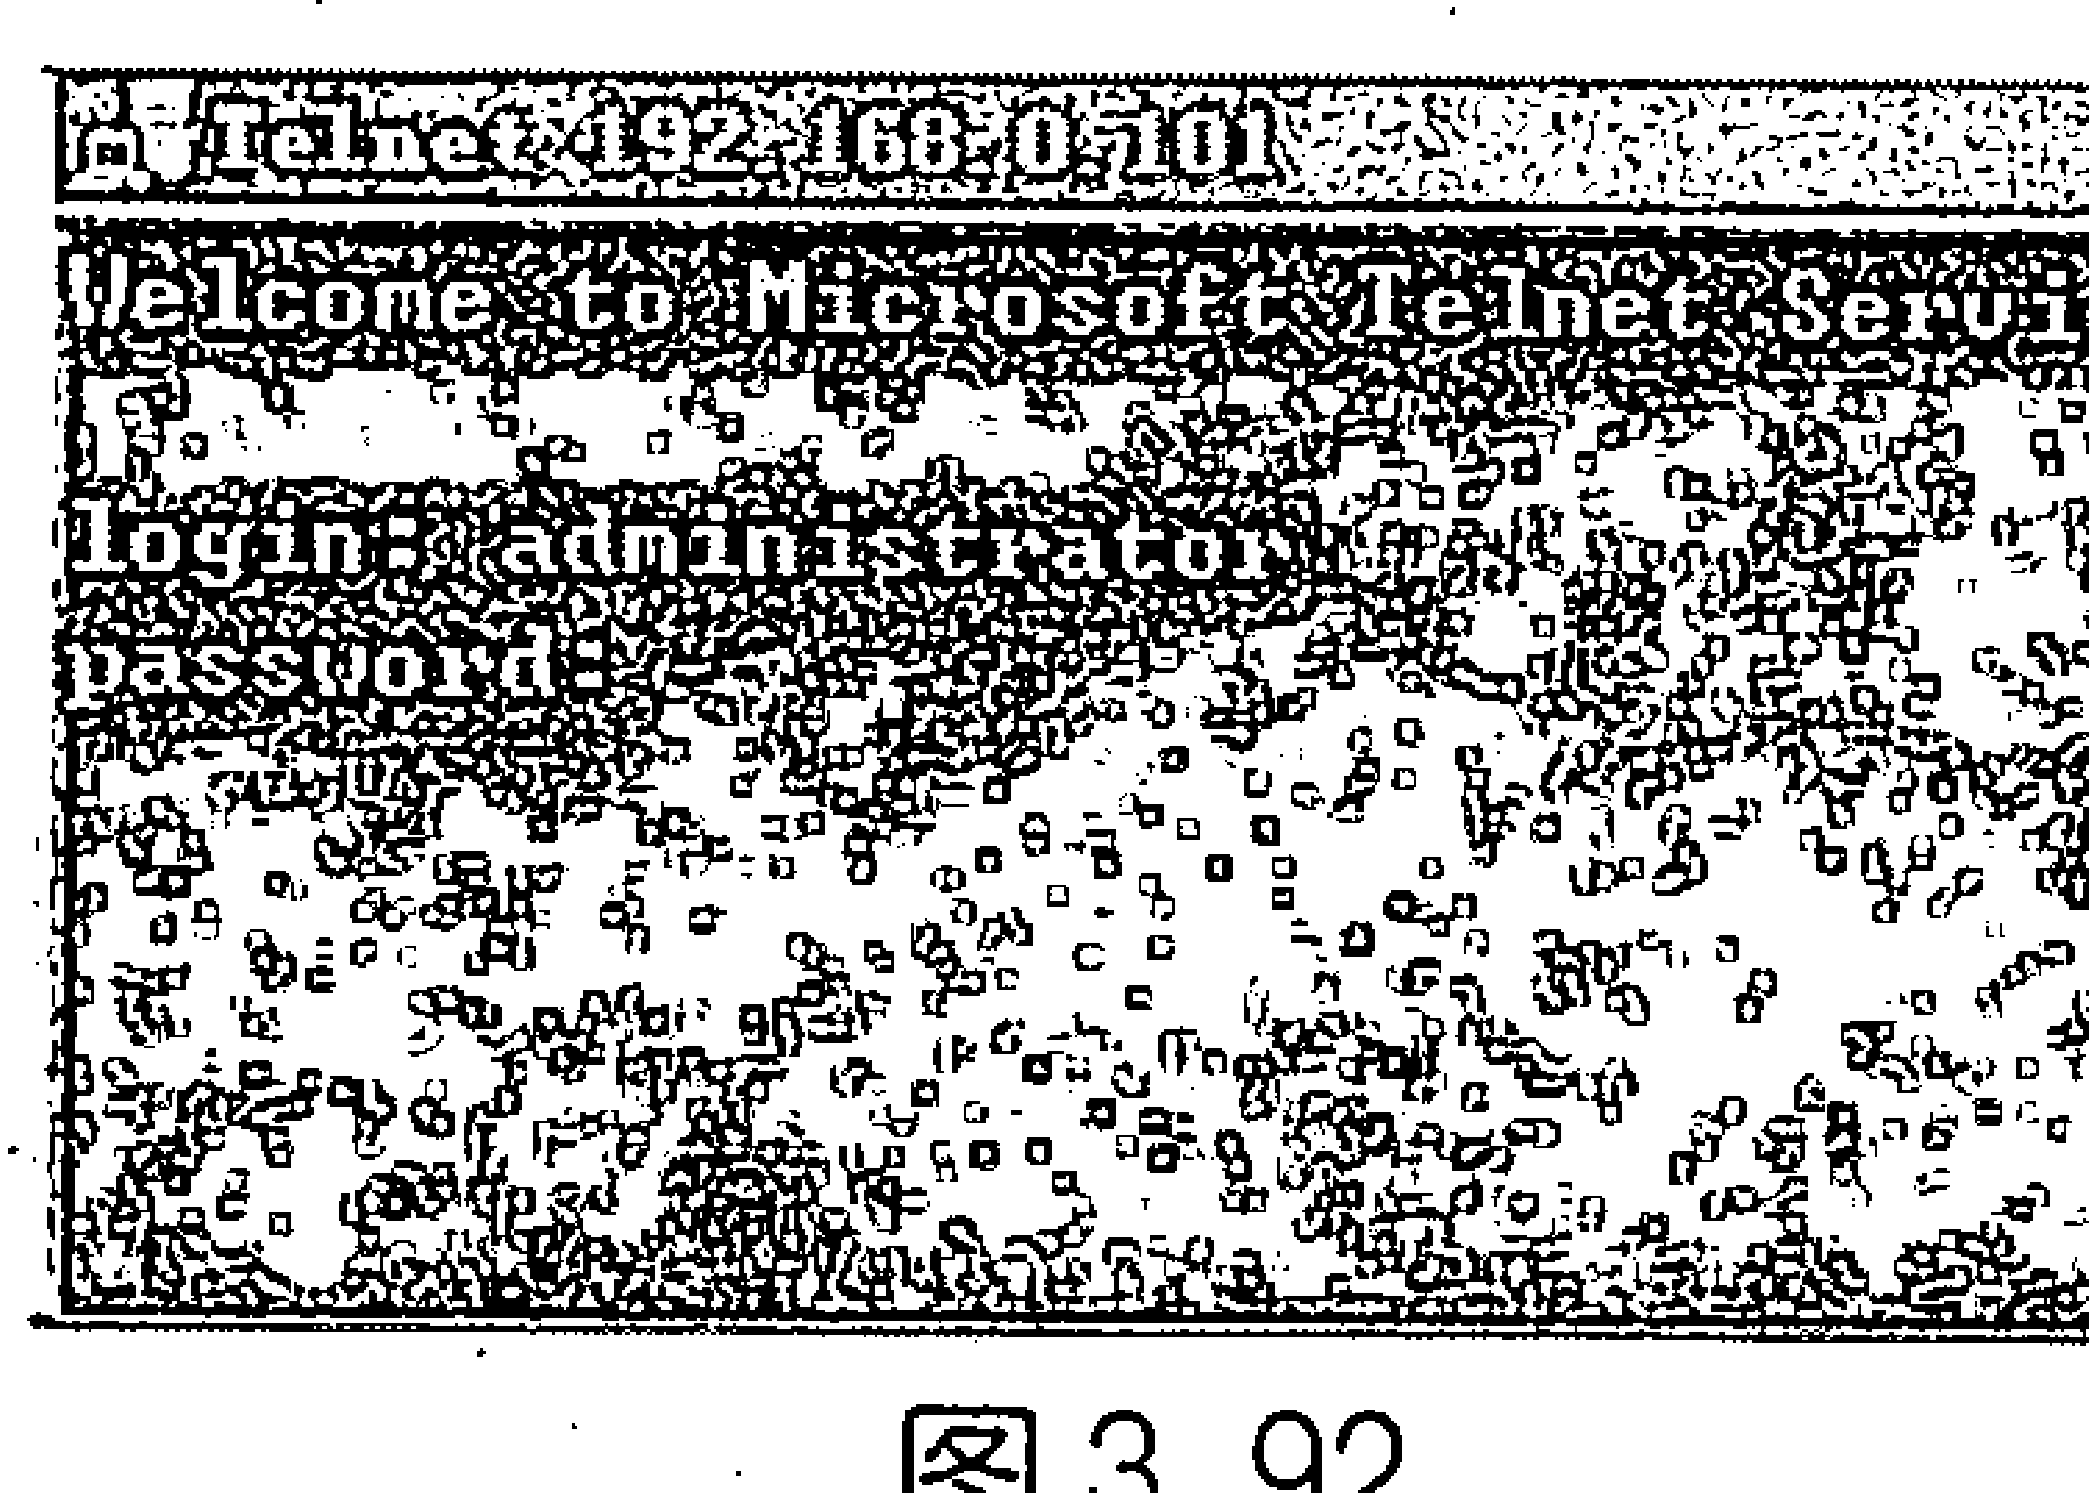 Telnet 192.168.0.101
Welcome to Microsoft Telnet Servi
login: administrator
password:
图 3.92